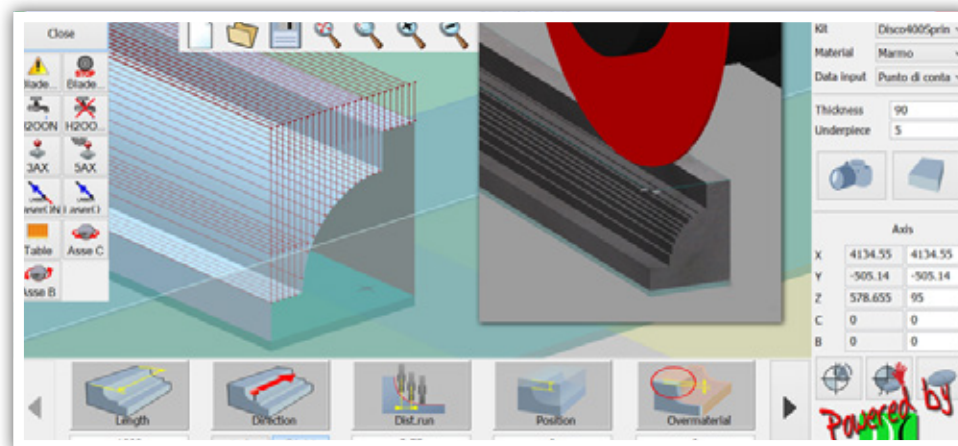 Close
Blade...
Blade...
H2OON
H2OO...
3AX
5AX
Table
Asse C
Asse B
Kit
Disco400Sprin
Material
Marmo
Data input
Punto di conta
Thickness
90
Underpiece
5
Axis
X
4134.55
4134.55
Y
-505.14
-505.14
Z
578.655
95
C
0
0
B
0
0
Length
Direction
Dist.run
Position
Overmaterial
Powered by